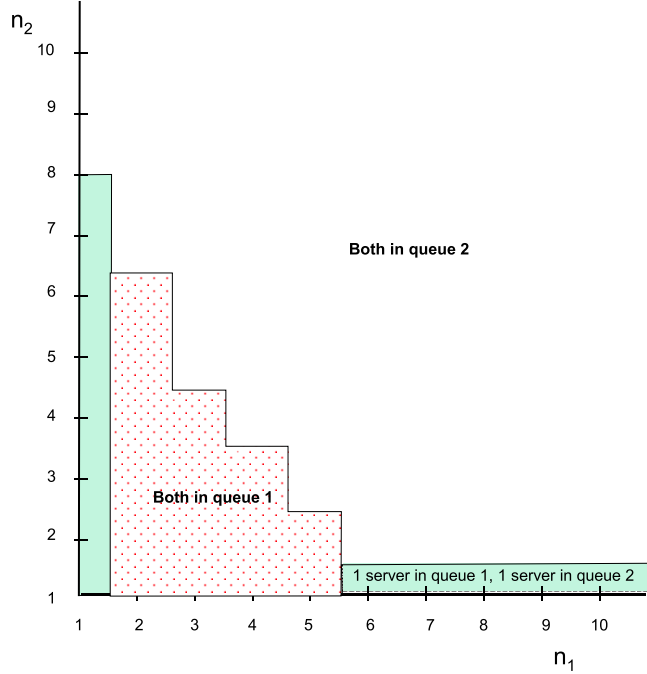 n2
10
9
8
7
Both in queue 2
6
5
4
3
Both in queue 1
2
1 server in queue 1, 1 server in queue 2
1
1 2 3 4 5 6 7 8 9 10
n1